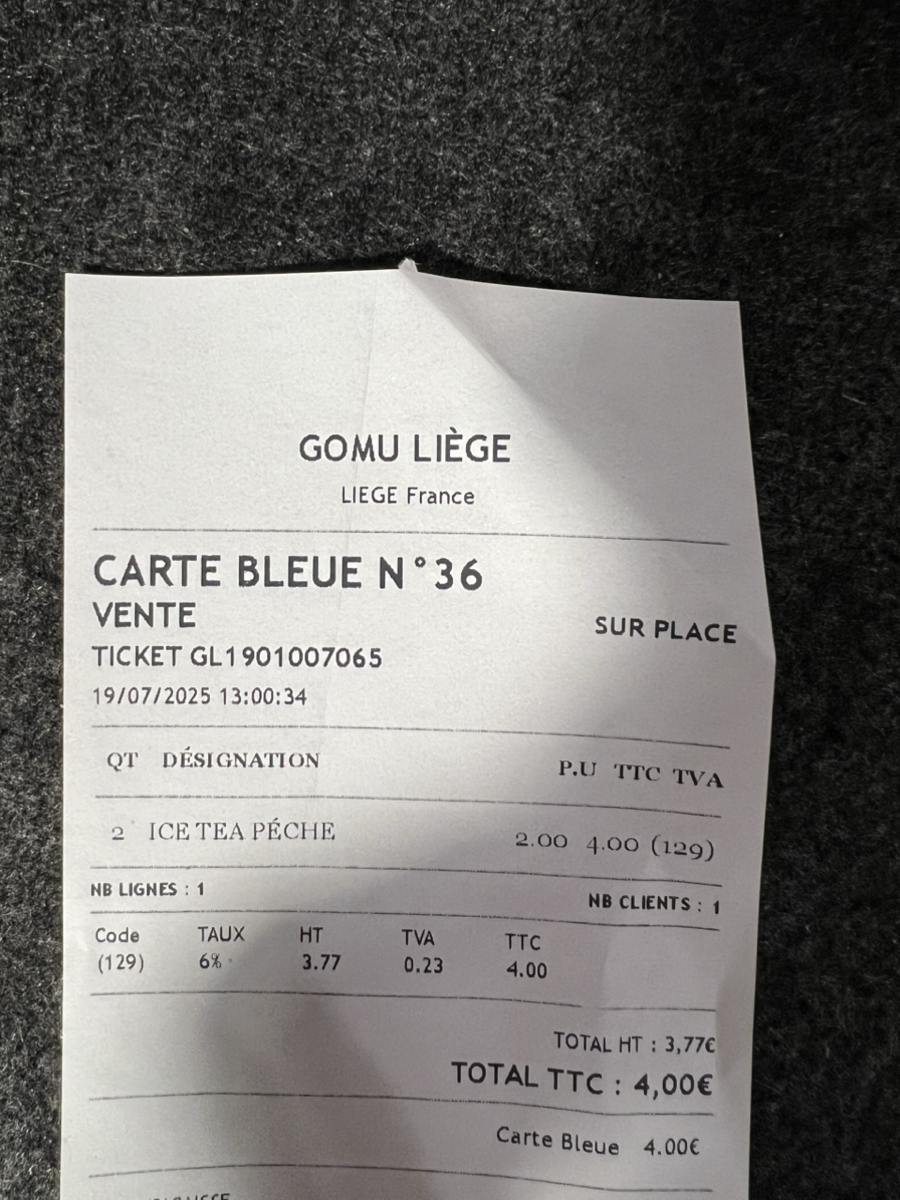 GOMU LIÈGE
LIEGE France
CARTE BLEUE N°36
VENTE
SUR PLACE
TICKET GL1901007065
19/07/2025 13:00:34
QT DÉSIGNATION P.U TTC TVA
2 ICE TEA PÉCHE 2.00 4.00 (129)
NB LIGNES : 1 NB CLIENTS : 1
Code TAUX HT TVA TTC
(129) 6% 3.77 0.23 4.00
TOTAL HT : 3,77€
TOTAL TTC : 4,00€
Carte Bleue 4.00€